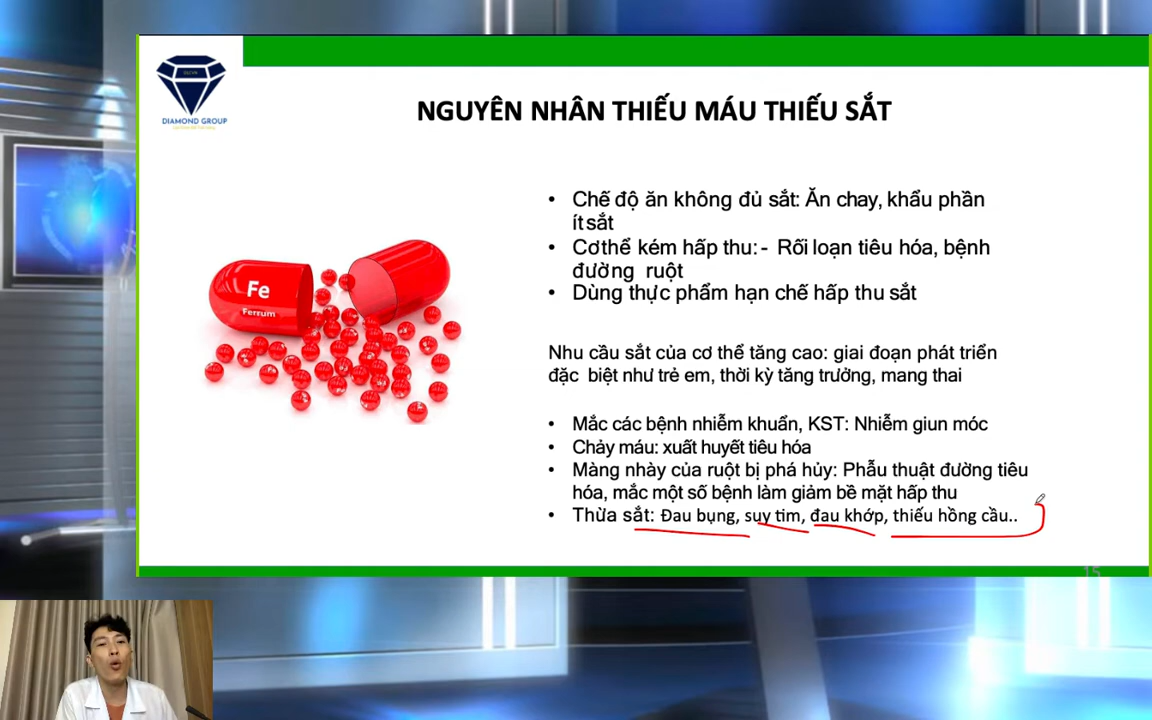 DIAMOND GROUP
NGUYÊN NHÂN THIẾU MÁU THIẾU SẮT
Fe
Ferrum
• Chế độ ăn không đủ sắt: Ăn chay, khẩu phần
ít sắt
• Cơ thể kém hấp thu: - Rối loạn tiêu hóa, bệnh
đường ruột
• Dùng thực phẩm hạn chế hấp thu sắt
Nhu cầu sắt của cơ thể tăng cao: giai đoạn phát triển
đặc biệt như trẻ em, thời kỳ tăng trưởng, mang thai
• Mắc các bệnh nhiễm khuẩn, KST: Nhiễm giun móc
• Chảy máu: xuất huyết tiêu hóa
• Màng nhày của ruột bị phá hủy: Phẫu thuật đường tiêu
hóa, mắc một số bệnh làm giảm bề mặt hấp thu
• Thừa sắt: Đau bụng, suy tim, đau khớp, thiếu hồng cầu..
15